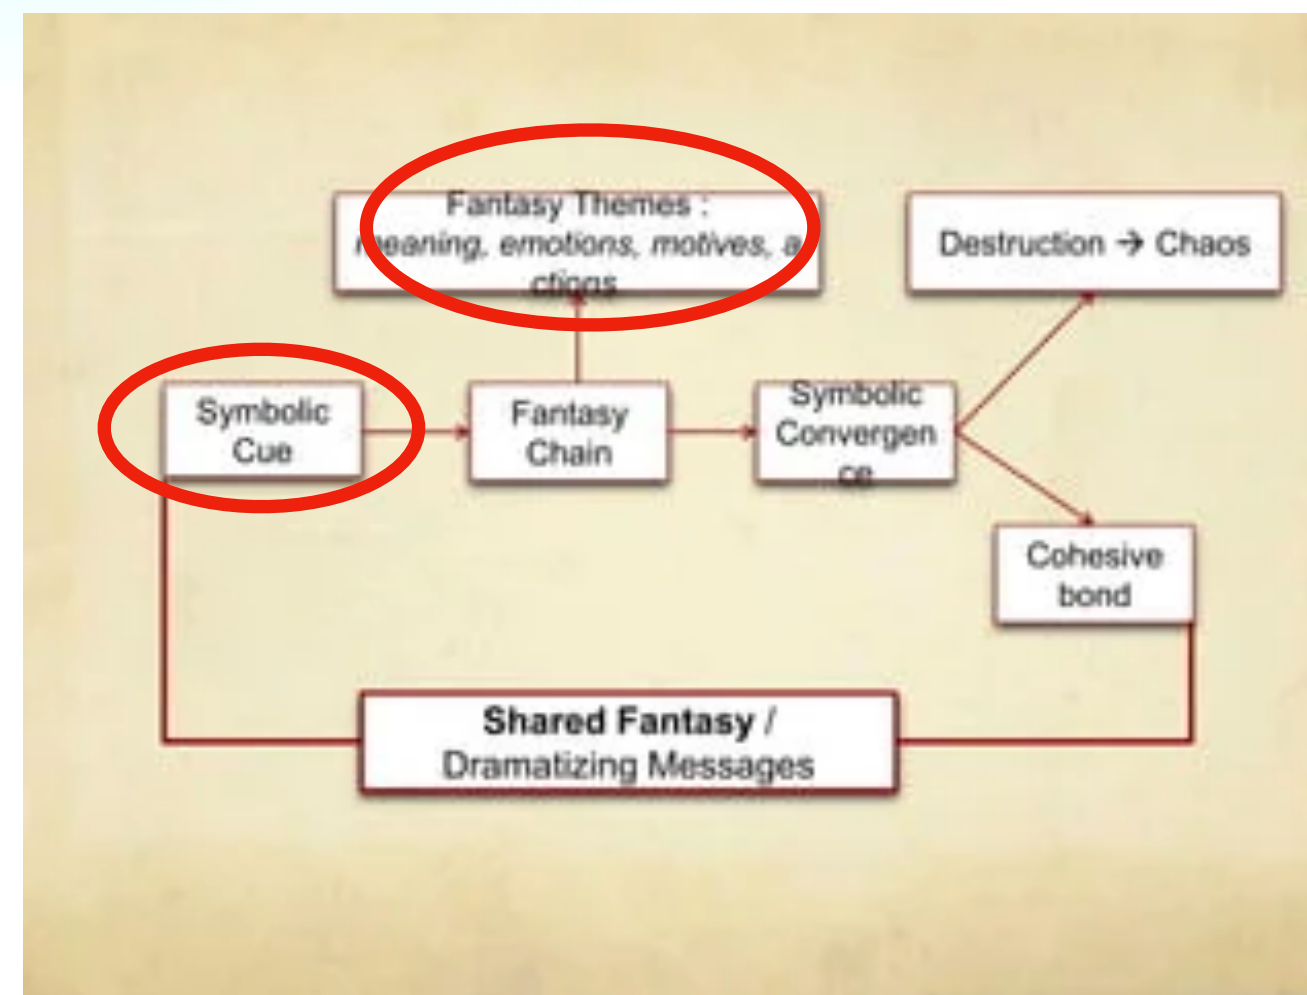 Fantasy Themes :
meaning, emotions, motives, a
ctions
Destruction → Chaos
Symbolic
Cue
Fantasy
Chain
Symbolic
Convergen
ce
Cohesive
bond
Shared Fantasy /
Dramatizing Messages